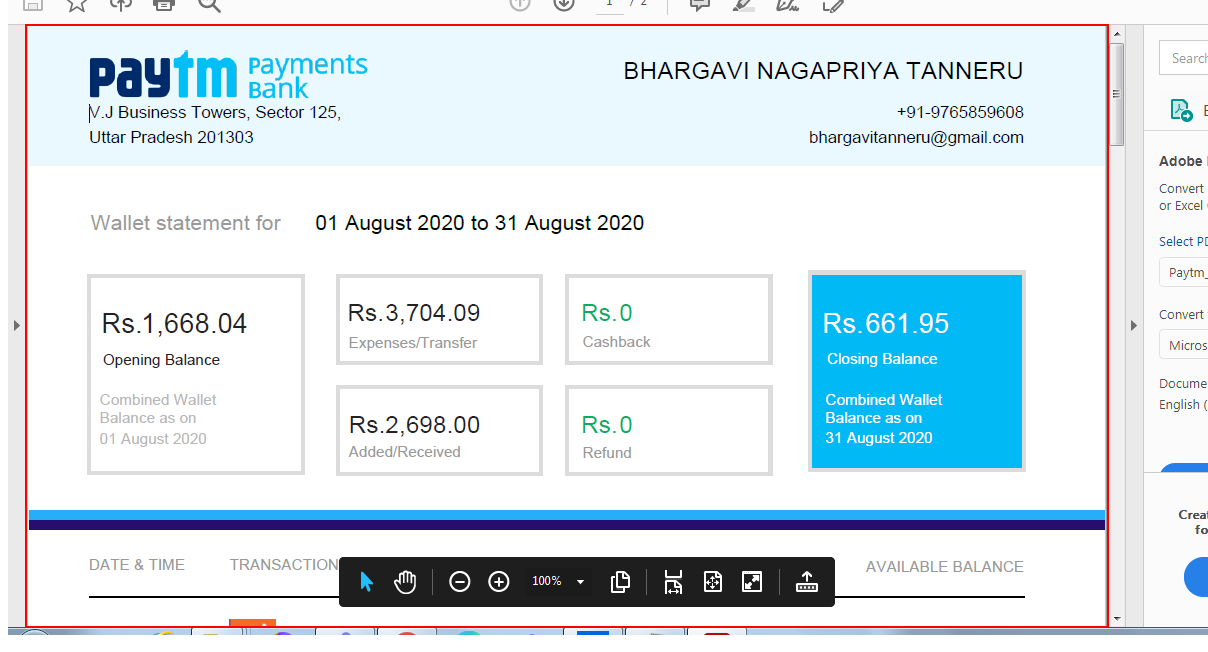 1 / 2
paytm Payments Bank
V.J Business Towers, Sector 125,
Uttar Pradesh 201303
BHARGAVI NAGAPRIYA TANNERU
+91-9765859608
bhargavitanneru@gmail.com
Wallet statement for 01 August 2020 to 31 August 2020
Rs.1,668.04
Opening Balance
Combined Wallet
Balance as on
01 August 2020
Rs.3,704.09
Expenses/Transfer
Rs.0
Cashback
Rs.2,698.00
Added/Received
Rs.0
Refund
Rs.661.95
Closing Balance
Combined Wallet
Balance as on
31 August 2020
DATE & TIME TRANSACTION AVAILABLE BALANCE
100%
Search
Adobe
Convert
or Excel
Select PD
Paytm_
Convert
Micros
Docume
English (
Creat
fo